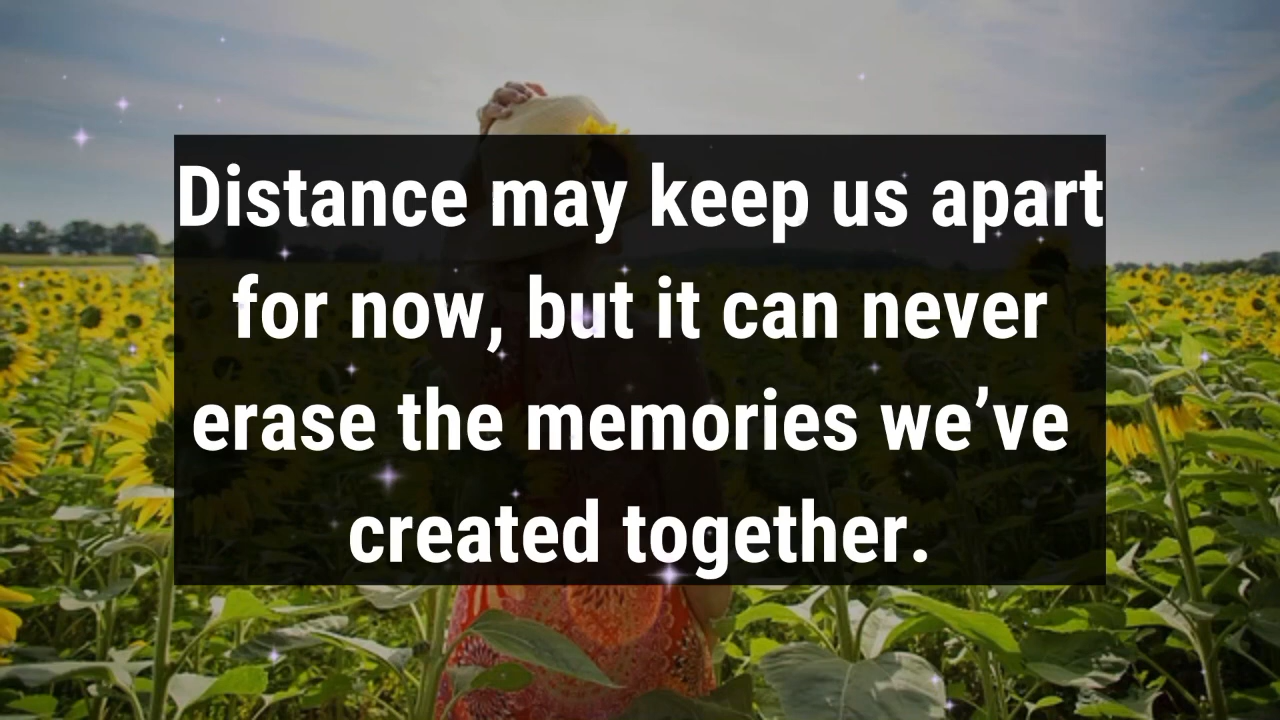 Distance may keep us apart
for now, but it can never
erase the memories we’ve
created together.